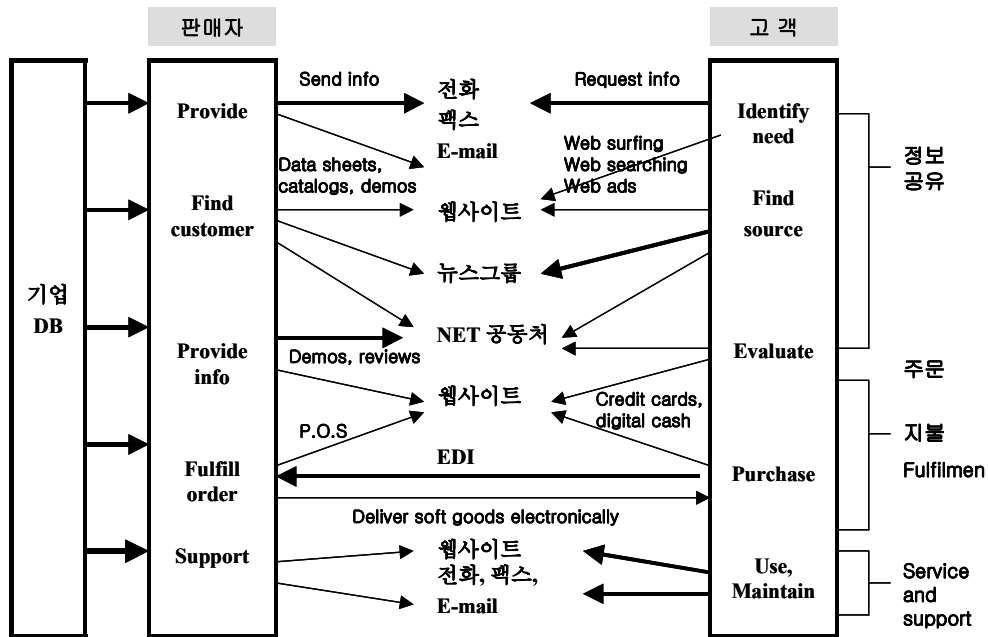 판매자
고 객
Send info
Request info
전화
팩스
E-mail
Provide
Identify
need
Web surfing
Web searching
Web ads
정보
공유
Data sheets,
catalogs, demos
Find
customer
웹사이트
Find
source
뉴스그룹
기업
DB
NET 공동처
Provide
info
Demos, reviews
Evaluate
웹사이트
주문
Credit cards,
digital cash
P.O.S
지불
EDI
Fulfill
order
Purchase
Fulfilmen
Deliver soft goods electronically
Support
웹사이트
전화, 팩스,
E-mail
Use,
Maintain
Service
and
support